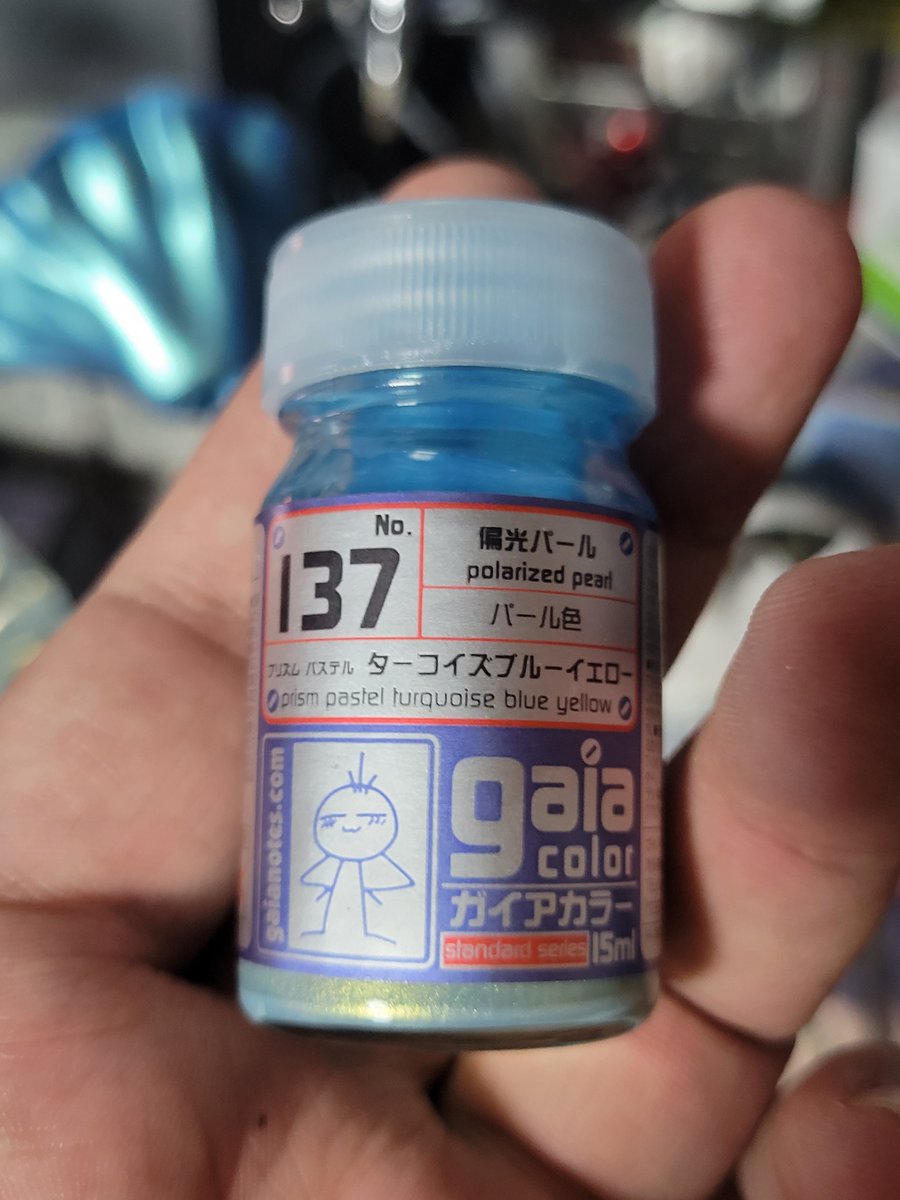 No.
137
偏光パール
polarized pearl
パール色
プリズム パステル ターコイズブルーイエロー
prism pastel turquoise blue yellow
gaianotes.com
gaia
color
ガイアカラー
standard series 15ml